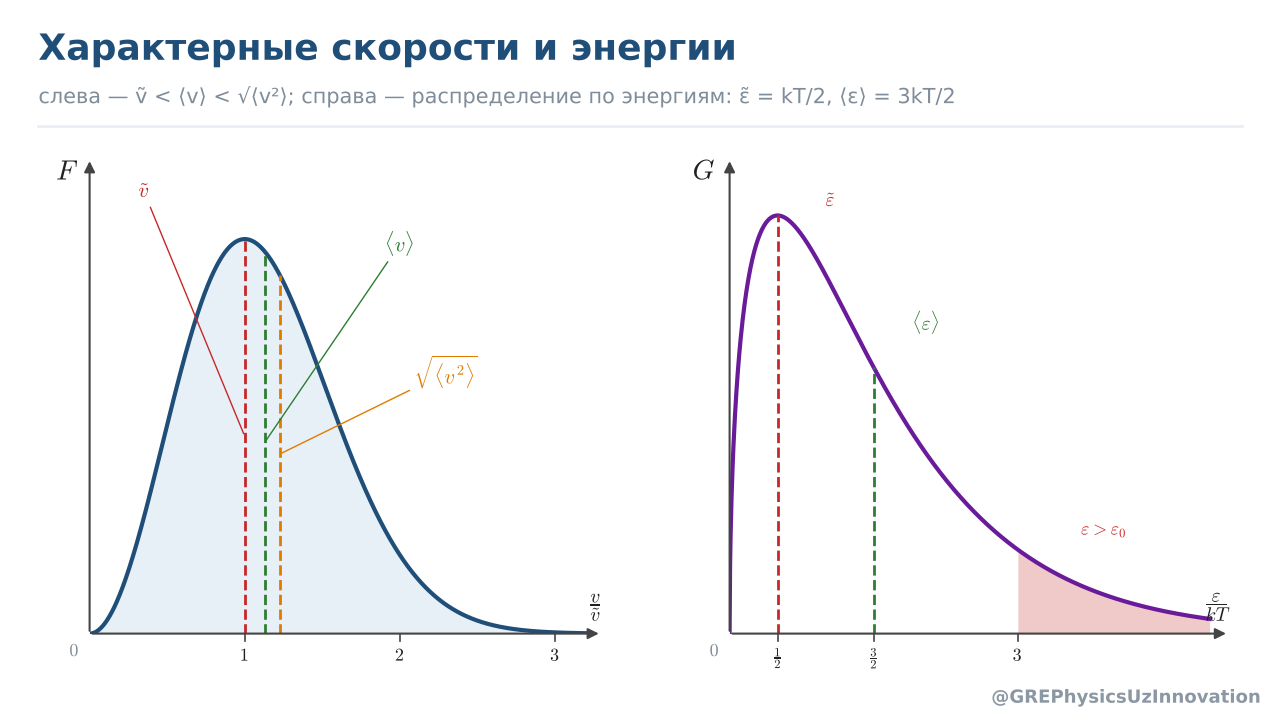 Характерные скорости и энергии
слева — ṽ < ⟨v⟩ < √⟨v²⟩; справа — распределение по энергиям: ε̃ = kT/2, ⟨ε⟩ = 3kT/2
F
ṽ
⟨v⟩
√⟨v²⟩
v/ṽ
0
1
2
3
G
ε̃
⟨ε⟩
ε > ε₀
ε/kT
0
1/2
3/2
3
@GREPhysicsUzInnovation